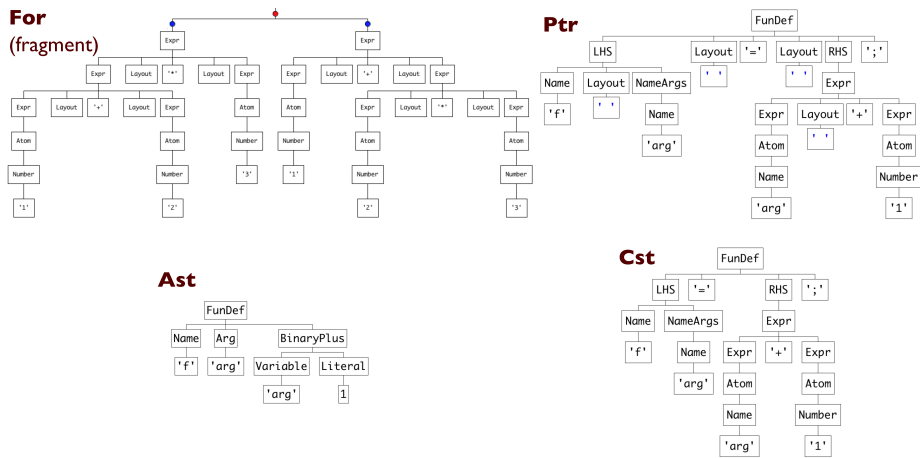 For
(fragment)
Expr Expr
Expr Layout '*' Layout Expr Expr Layout '+' Layout Expr
Expr Layout '+' Layout Expr Atom Atom Expr Layout '*' Layout Expr
Atom Atom Number Number Atom Atom
Number Number '3' '1' Number Number
'1' '2' '2' '3'
Ptr
FunDef
LHS Layout '=' Layout RHS ';'
Name Layout NameArgs ' ' ' ' Expr
'f' ' ' Name Expr Layout '+' Expr
'arg' Atom ' ' Atom
Name Number
'arg' '1'
Ast
FunDef
Name Arg BinaryPlus
'f' 'arg' Variable Literal
'arg' 1
Cst
FunDef
LHS '=' RHS ';'
Name NameArgs Expr
'f' Name Expr '+' Expr
'arg' Atom Atom
Name Number
'arg' '1'